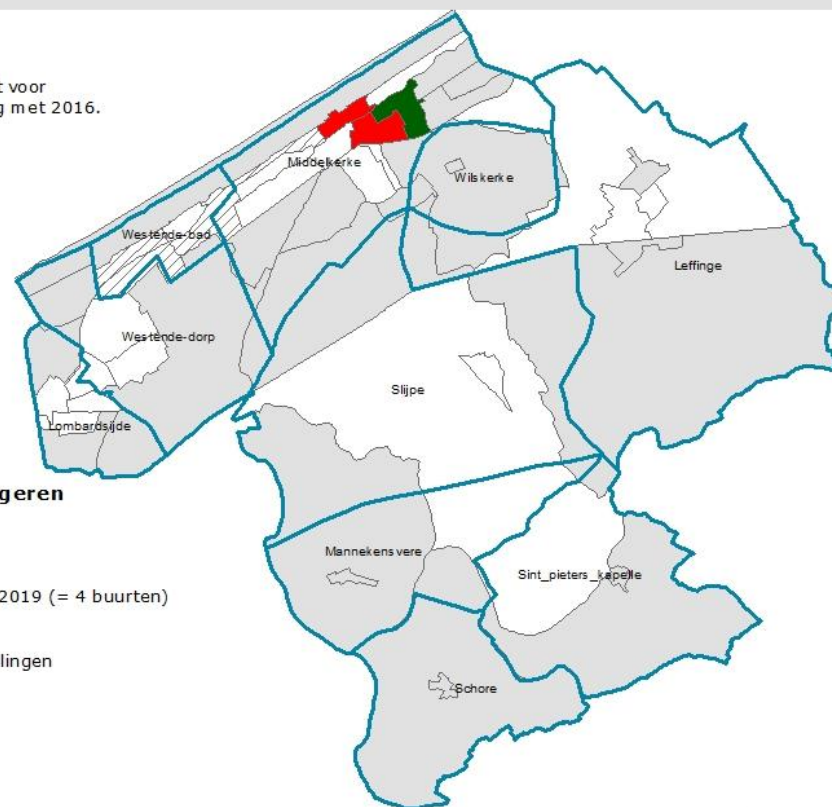 voor
met 2016.
Middelkerke
Wilskerke
Westende-bad
Leffinge
Westende-dorp
Slijpe
Lombardsijde
geren
Mannekensvere
Sint_pieters_kapelle
2019 (= 4 buurten)
lingen
Schore